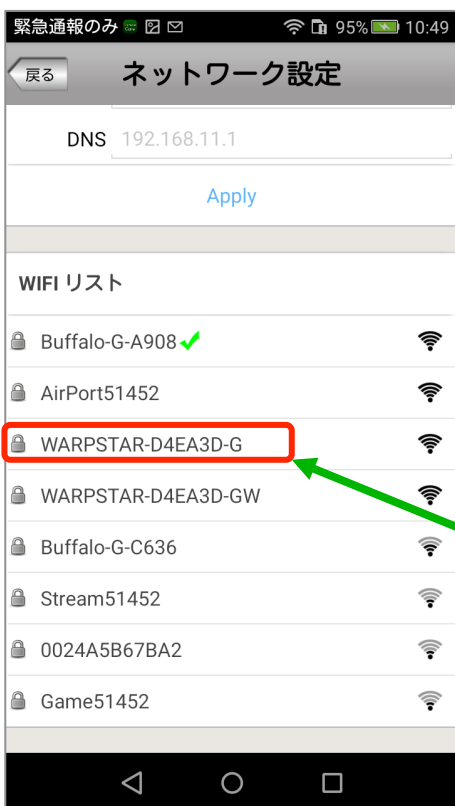 緊急通報のみ 95% 10:49
戻る ネットワーク設定
DNS 192.168.11.1
Apply
WIFI リスト
Buffalo-G-A908
AirPort51452
WARPSTAR-D4EA3D-G
WARPSTAR-D4EA3D-GW
Buffalo-G-C636
Stream51452
0024A5B67BA2
Game51452